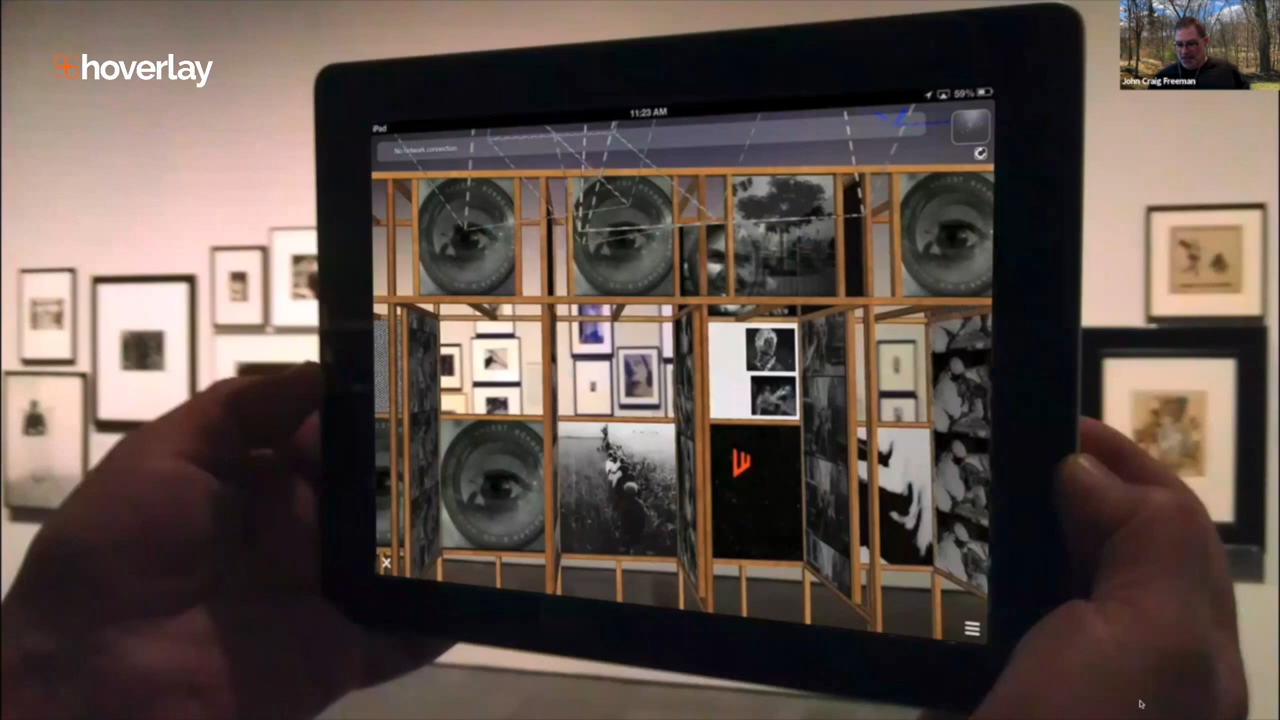 hoverlay
John Craig Freeman
iPad
11:23 AM
59%
No network connection